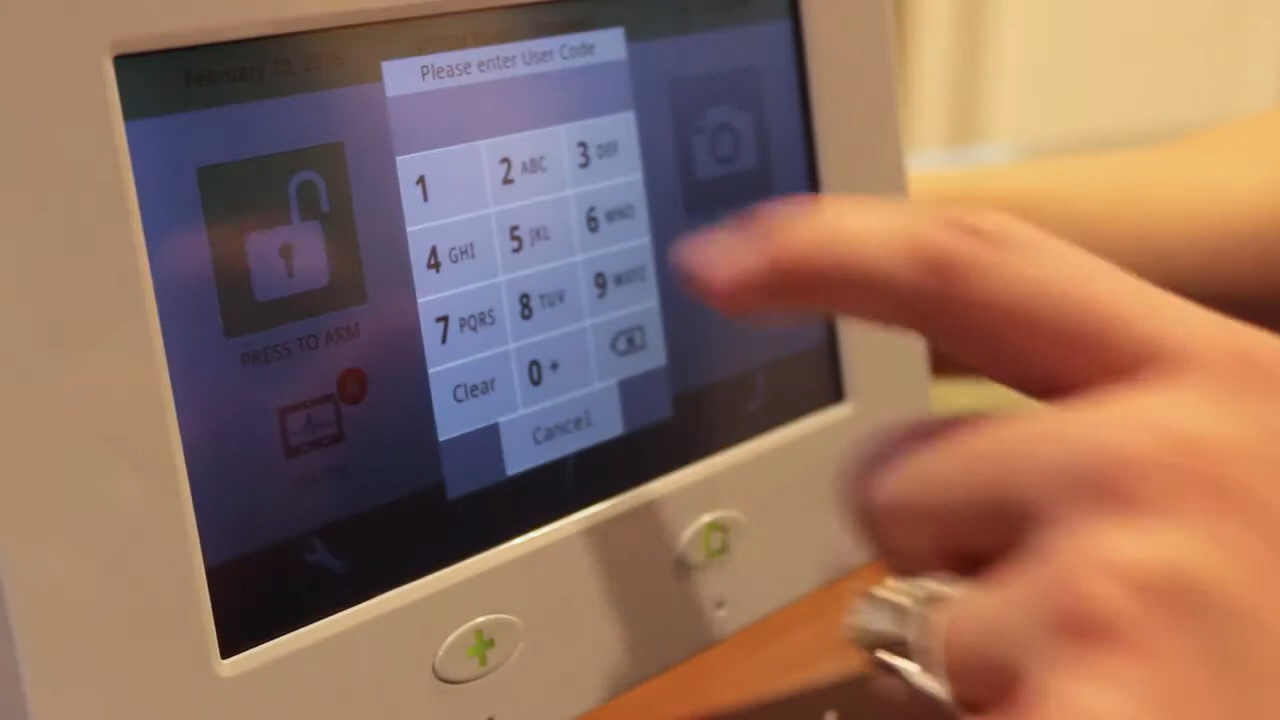 February
Please enter User Code
1
2 ABC
3 DEF
4 GHI
5 JKL
6 MNO
7 PQRS
8 TUV
9 WXYZ
Clear
0 +
Cancel
PRESS TO ARM